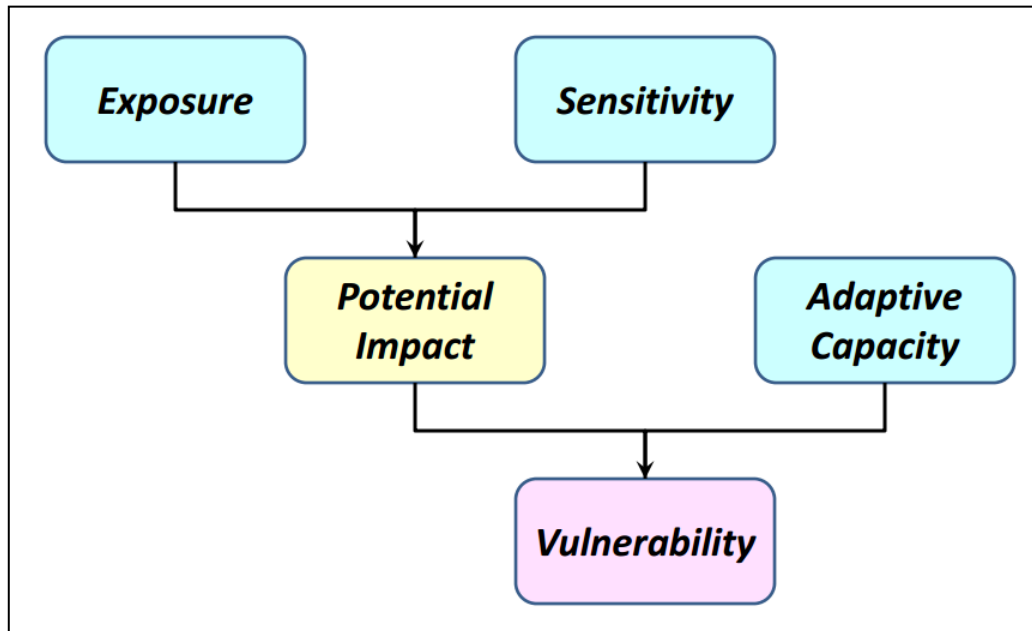 Exposure
Sensitivity
Potential
Impact
Adaptive
Capacity
Vulnerability